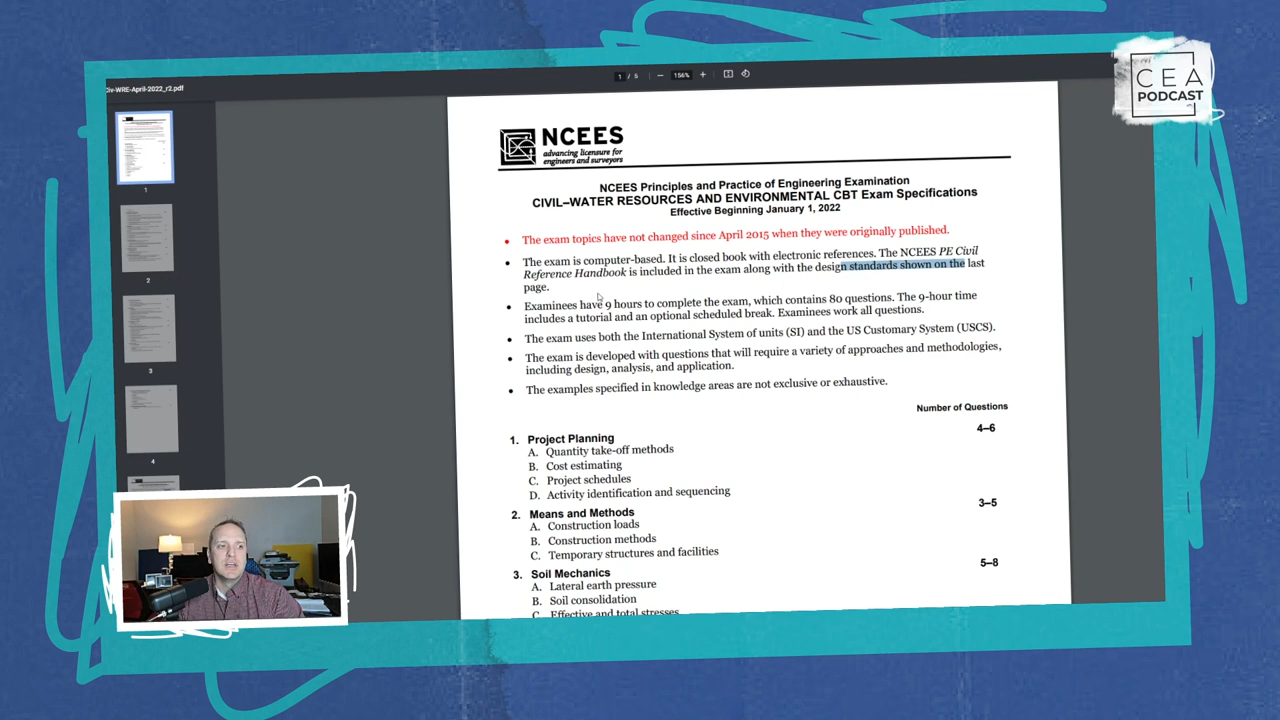 iv-WRE-April-2022_r2.pdf
1 / 5 — 156% +
CEA
PODCAST
1
2
3
4
NCEES
advancing licensure for
engineers and surveyors
NCEES Principles and Practice of Engineering Examination
CIVIL–WATER RESOURCES AND ENVIRONMENTAL CBT Exam Specifications
Effective Beginning January 1, 2022
• The exam topics have not changed since April 2015 when they were originally published.
• The exam is computer-based. It is closed book with electronic references. The NCEES PE Civil
Reference Handbook is included in the exam along with the design standards shown on the last
page.
• Examinees have 9 hours to complete the exam, which contains 80 questions. The 9-hour time
includes a tutorial and an optional scheduled break. Examinees work all questions.
• The exam uses both the International System of units (SI) and the US Customary System (USCS).
• The exam is developed with questions that will require a variety of approaches and methodologies,
including design, analysis, and application.
• The examples specified in knowledge areas are not exclusive or exhaustive.
Number of Questions
1. Project Planning 4–6
A. Quantity take-off methods
B. Cost estimating
C. Project schedules
D. Activity identification and sequencing
2. Means and Methods 3–5
A. Construction loads
B. Construction methods
C. Temporary structures and facilities
3. Soil Mechanics 5–8
A. Lateral earth pressure
B. Soil consolidation
C. Effective and total stresses